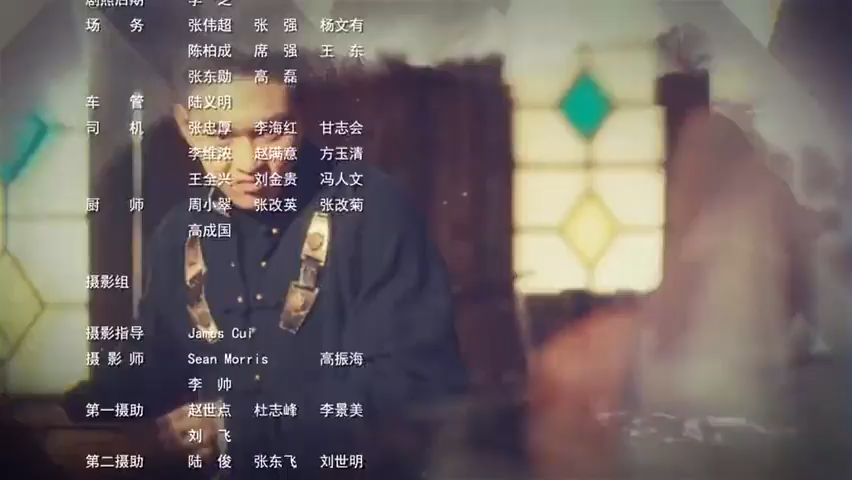 场 务 张伟超 张 强 杨文有
陈柏成 席 强 王 东
张东勋 高 磊
车 管 陆义明
司 机 张忠厚 李海红 甘志会
李维浓 赵满意 方玉清
王全兴 刘金贵 冯人文
厨 师 周小翠 张改英 张改菊
高成国
摄影组
摄影指导 James Cui
摄 影 师 Sean Morris 高振海
李 帅
第一摄助 赵世点 杜志峰 李景美
刘 飞
第二摄助 陆 俊 张东飞 刘世明